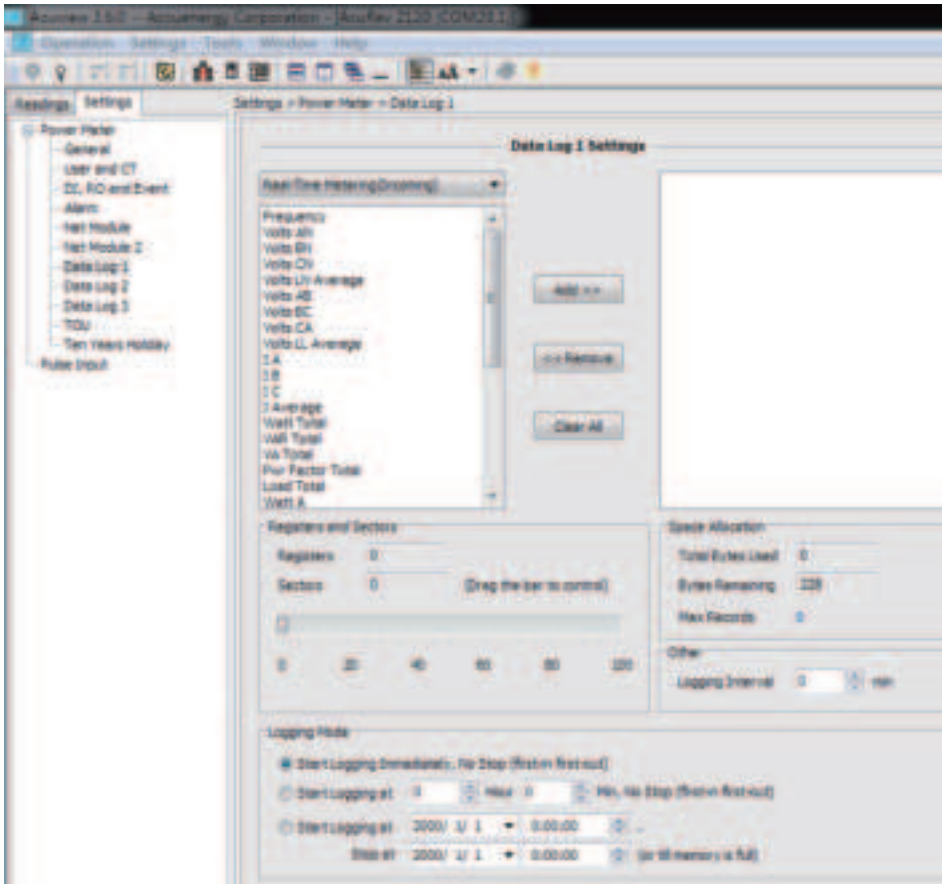 Acuview 3.6.0 -- Accuenergy Corporation - [AcuRev 2120 (COM20,1
Operation Settings Tools Window Help
Readings Settings
Settings > Power Meter > Data Log 1
Power Meter
General
User and CT
DI, RO and Event
Alarm
Net Module
Net Module 2
Data Log 1
Data Log 2
Data Log 3
TOU
Ten Years Holiday
Pulse Input
Data Log 1 Settings
Real-Time Metering(Incoming)
Frequency
Volts AN
Volts BN
Volts CN
Volts LN Average
Volts AB
Volts BC
Volts CA
Volts LL Average
I A
I B
I C
I Average
Watt Total
VAR Total
VA Total
Pwr Factor Total
Load Total
Watt A
Add >>
<< Remove
Clear All
Registers and Sectors
Registers 0
Sectors 0 (Drag the bar to control)
0 20 40 60 80 100
Space Allocation
Total Bytes Used 0
Bytes Remaining 228
Max Records 0
Other
Logging Interval 0 min
Logging Mode
Start Logging Immediately, No Stop (first-in first-out)
Start Logging at 0 Hour 0 Min, No Stop (first-in first-out)
Start Logging at 2000/ 1/ 1 0:00:00 ,
Stop at 2000/ 1/ 1 0:00:00 (or till memory is full)